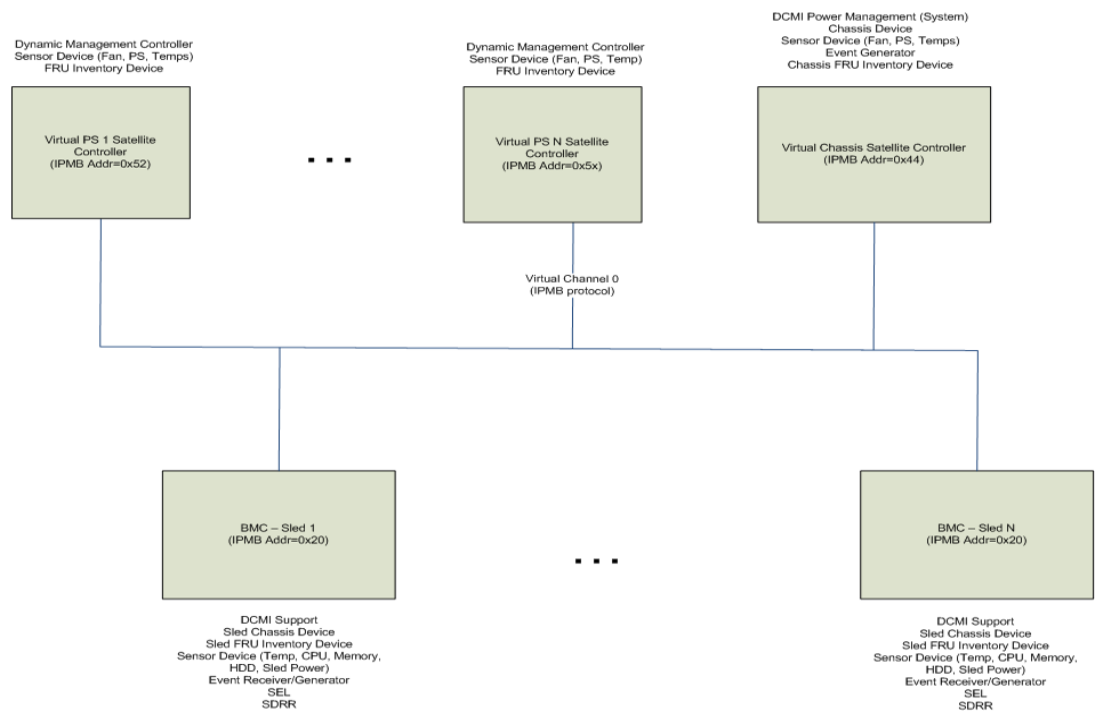 Dynamic Management Controller
Sensor Device (Fan, PS, Temps)
FRU Inventory Device
Dynamic Management Controller
Sensor Device (Fan, PS, Temp)
FRU Inventory Device
DCMI Power Management (System)
Chassis Device
Sensor Device (Fan, PS, Temps)
Event Generator
Chassis FRU Inventory Device
Virtual PS 1 Satellite
Controller
(IPMB Addr=0x52)
. . .
Virtual PS N Satellite
Controller
(IPMB Addr=0x5x)
Virtual Chassis Satellite Controller
(IPMB Addr=0x44)
Virtual Channel 0
(IPMB protocol)
BMC – Sled 1
(IPMB Addr=0x20)
. . .
BMC – Sled N
(IPMB Addr=0x20)
DCMI Support
Sled Chassis Device
Sled FRU Inventory Device
Sensor Device (Temp, CPU, Memory,
HDD, Sled Power)
Event Receiver/Generator
SEL
SDRR
DCMI Support
Sled Chassis Device
Sled FRU Inventory Device
Sensor Device (Temp, CPU, Memory,
HDD, Sled Power)
Event Receiver/Generator
SEL
SDRR